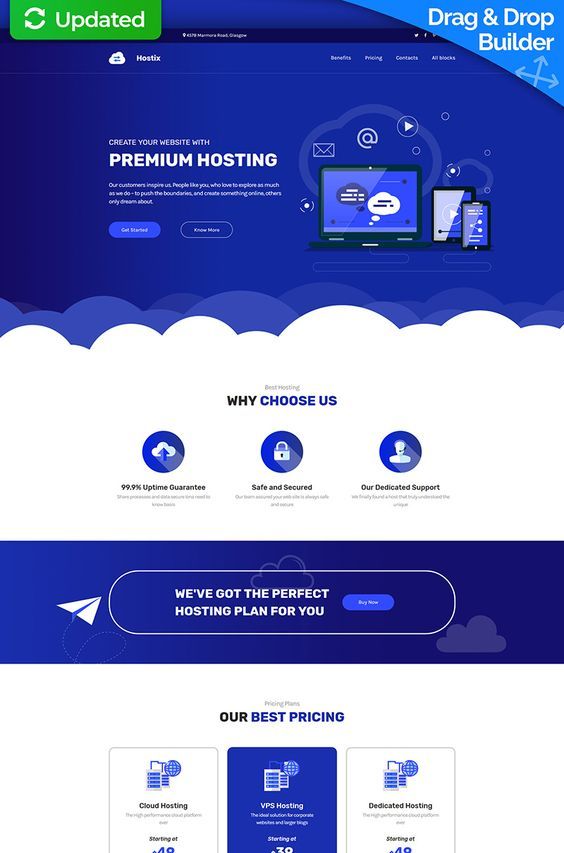 Updated
Drag & Drop
Builder
4578 Marmora Road, Glasgow
Hostix
Benefits
Pricing
Contacts
All blocks
CREATE YOUR WEBSITE WITH
PREMIUM HOSTING
Our customers inspire us. People like you, who love to explore as much
as we do – to push the boundaries, and create something online, others
only dream about.
Get Started
Know More
Best Hosting
WHY CHOOSE US
99.9% Uptime Guarantee
Share processes and data secure lona need to
know basis
Safe and Secured
Our team assured your web site is always safe
and secure
Our Dedicated Support
We finally found a host that truly understood the
unique
WE'VE GOT THE PERFECT
HOSTING PLAN FOR YOU
Buy Now
Pricing Plans
OUR BEST PRICING
Cloud Hosting
The High performance cloud platform
ever
Starting at
VPS Hosting
The ideal solution for corporate
websites and larger blogs
Starting at
Dedicated Hosting
The High performance cloud platform
ever
Starting at